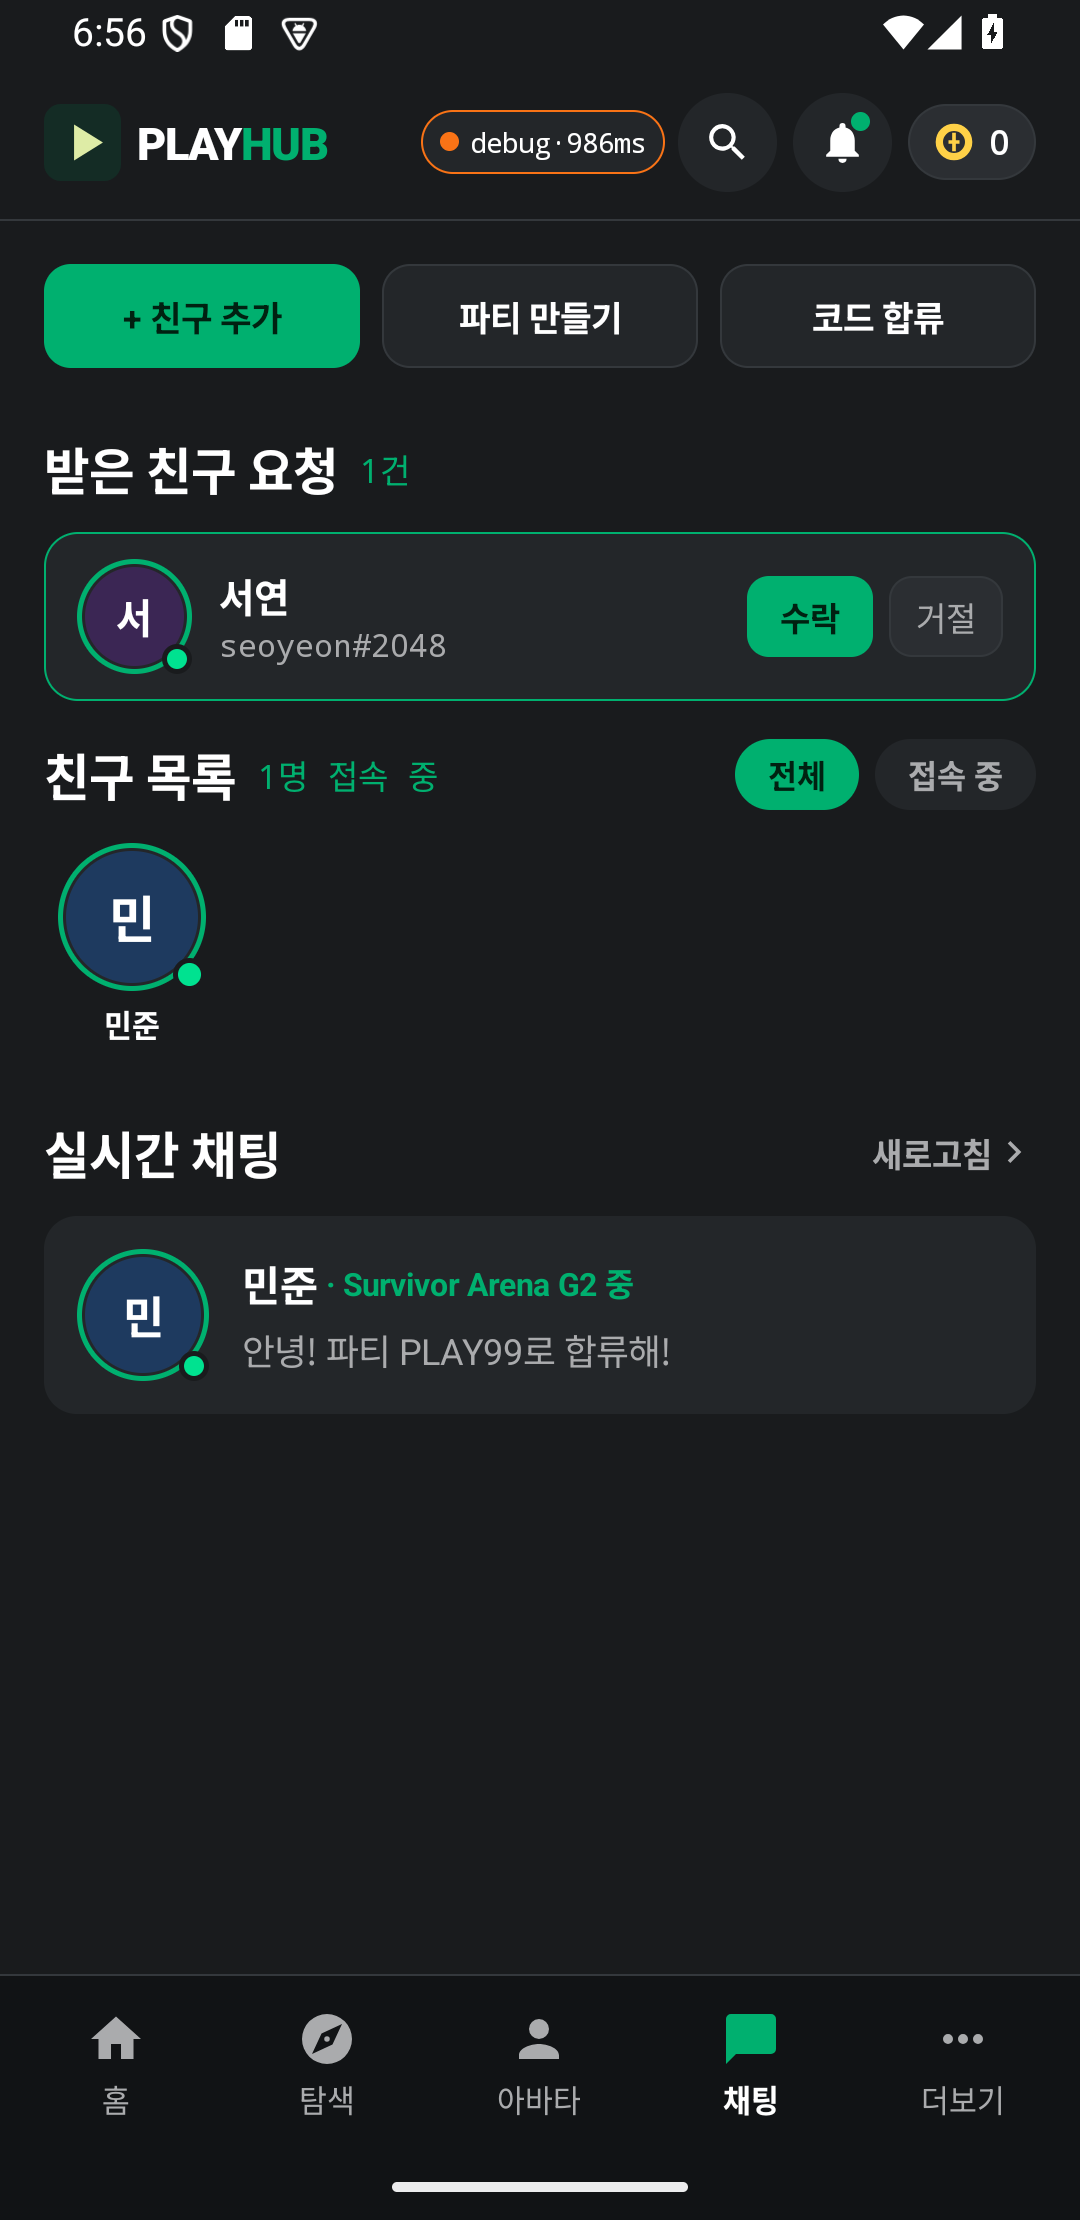 6:56
PLAYHUB
debug · 986ms
0
+ 친구 추가
파티 만들기
코드 합류
받은 친구 요청 1건
서
서연
seoyeon#2048
수락
거절
친구 목록 1명 접속 중
전체
접속 중
민
민준
실시간 채팅
새로고침
민
민준 · Survivor Arena G2 중
안녕! 파티 PLAY99로 합류해!
홈
탐색
아바타
채팅
더보기